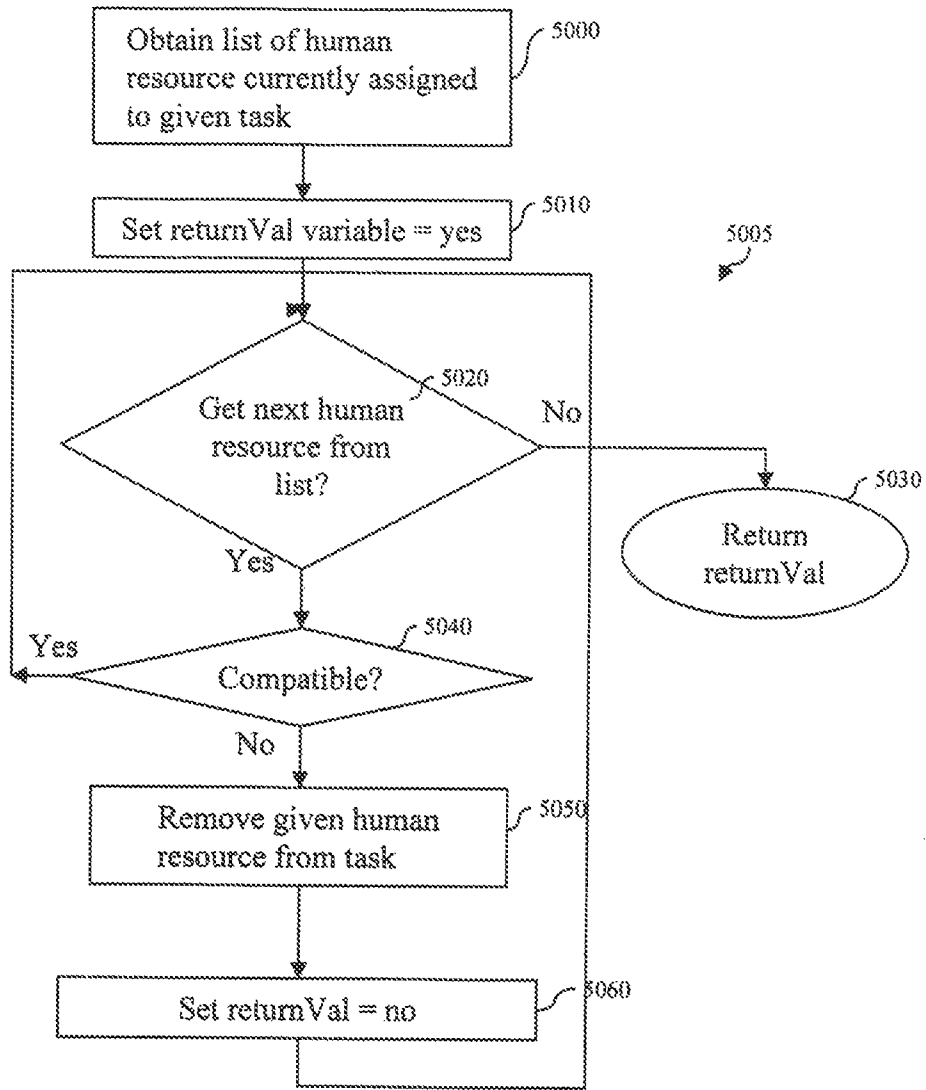 Obtain list of human
resource currently assigned
to given task
5000
Set returnVal variable = yes
5010
5005
Get next human
resource from
list?
5020
No
Return
returnVal
5030
Yes
Compatible?
5040
Yes
No
Remove given human
resource from task
5050
Set returnVal = no
5060